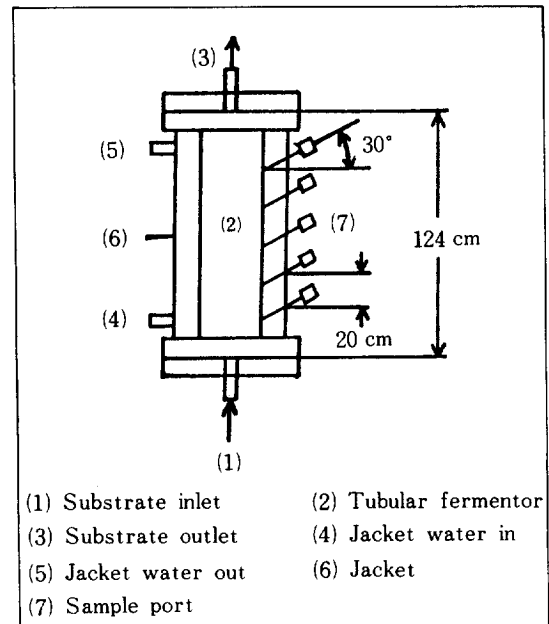 (3)
(5)
30°
(2)
(7)
(6)
124 cm
(4)
20 cm
(1)
(1) Substrate inlet
(2) Tubular fermentor
(3) Substrate outlet
(4) Jacket water in
(5) Jacket water out
(6) Jacket
(7) Sample port